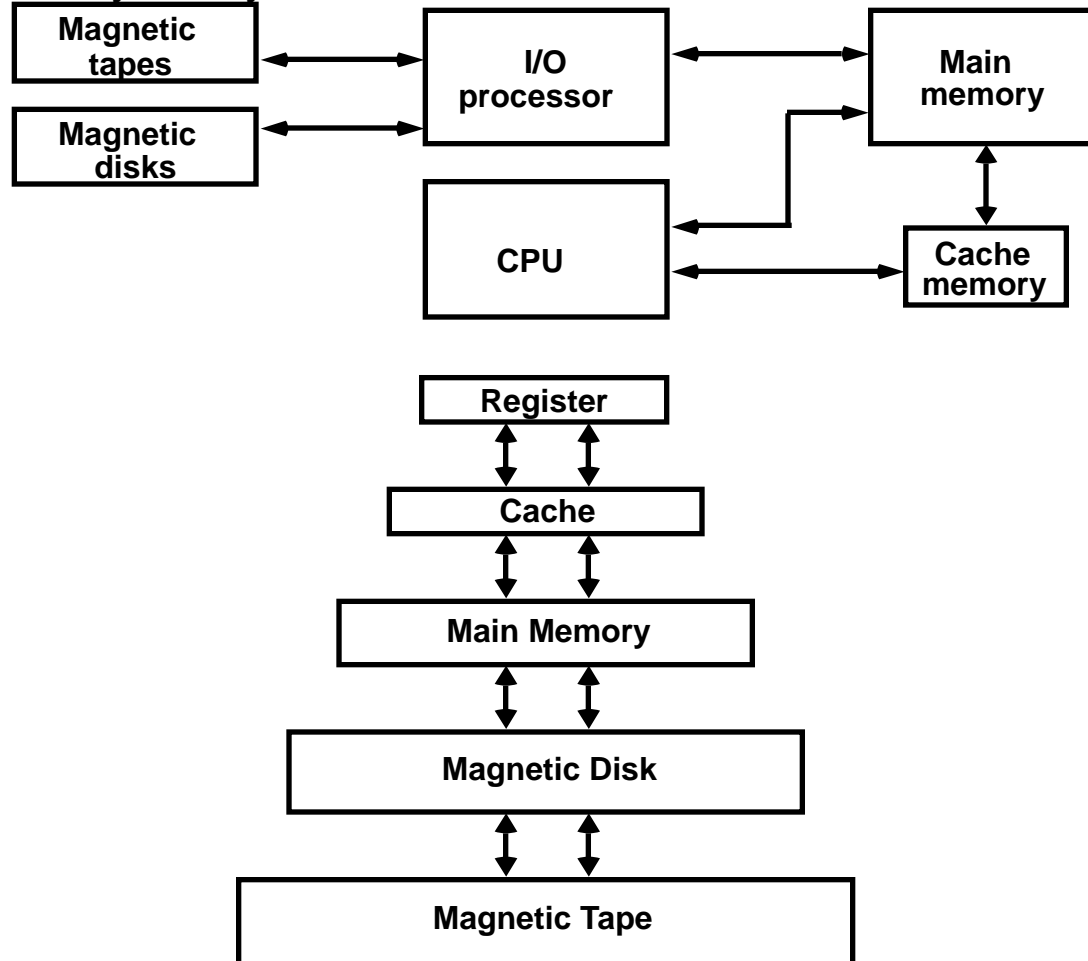 Magnetic
tapes
I/O
processor
Main
memory
Magnetic
disks
CPU
Cache
memory
Register
Cache
Main Memory
Magnetic Disk
Magnetic Tape